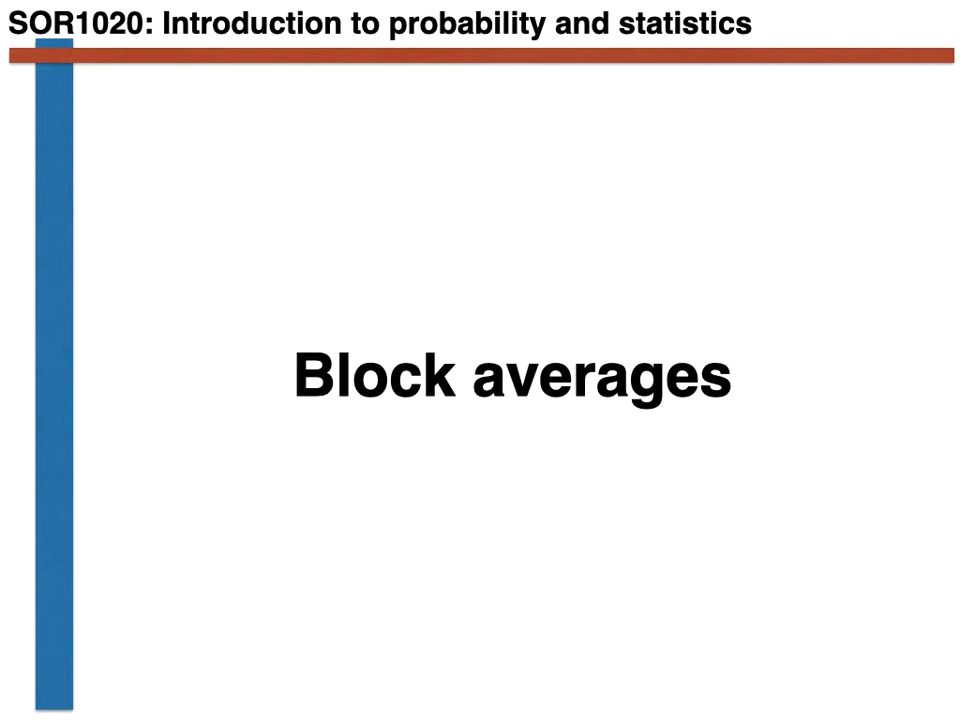 SOR1020: Introduction to probability and statistics
Block averages